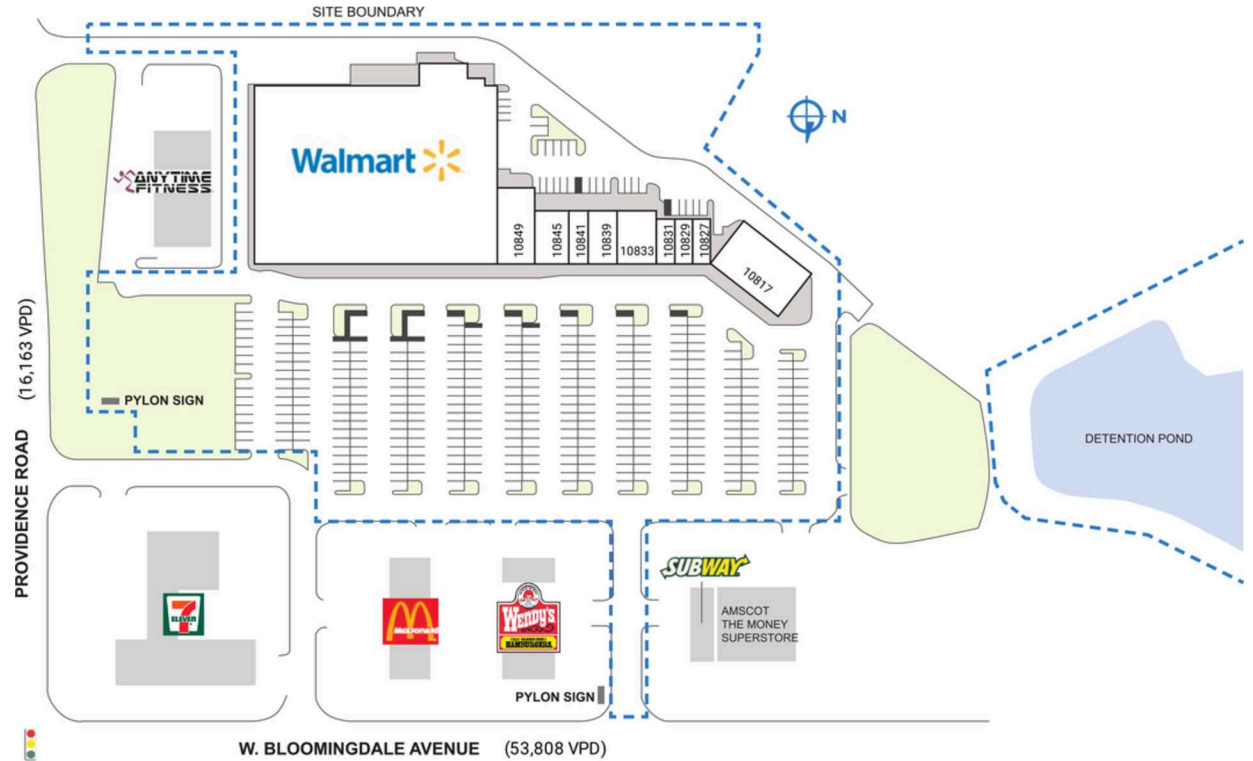 SITE BOUNDARY
N
Walmart
ANYTIME
FITNESS
10849
10845
10841
10839
10833
10831
10829
10827
10817
(16,163 VPD)
PROVIDENCE ROAD
PYLON SIGN
DETENTION POND
7
ELEVEN
McDonald
WENDY'S
HAMBURGERS
SUBWAY
AMSCOT
THE MONEY
SUPERSTORE
PYLON SIGN
W. BLOOMINGDALE AVENUE (53,808 VPD)